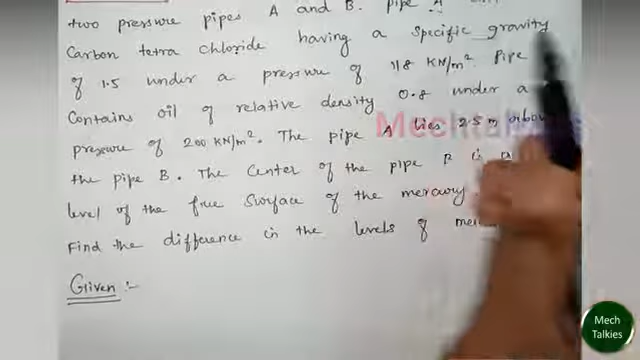 two pressure pipes A and B. Pipe A
Carbon tetra chloride having a specific gravity
of 1.5 under a pressure of 118 KN/m². Pipe
Contains oil of relative density 0.8 under a
pressure of 200 KN/m². The pipe A lies 2.5m above
the pipe B. The Center of the pipe B is
level of the free surface of the mercury
Find the difference in the levels of
Given :-
Mech
Talkies